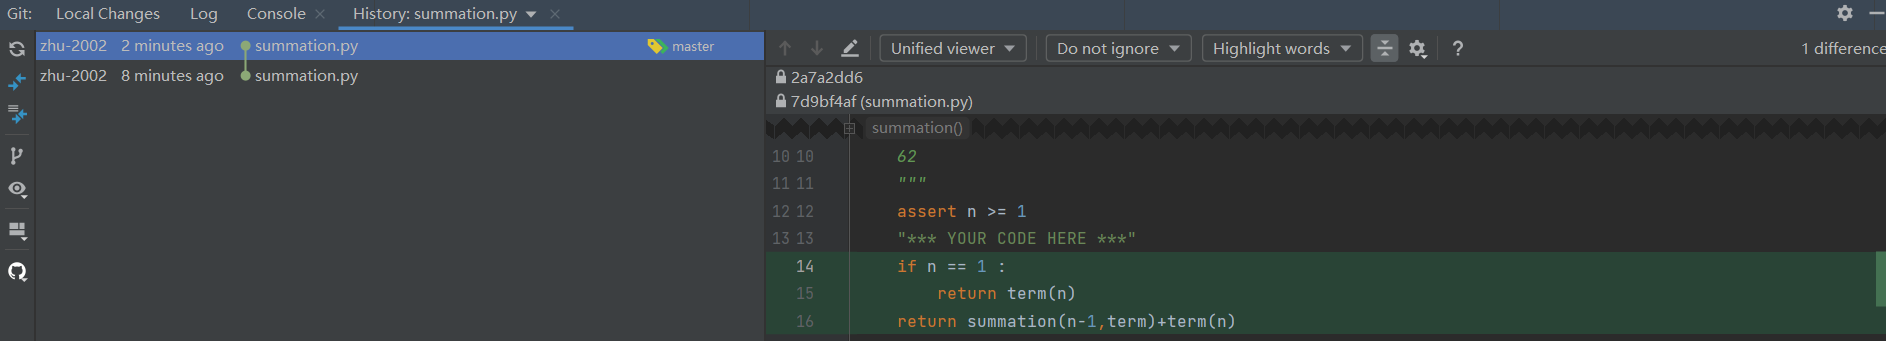 Git: Local Changes Log Console History: summation.py
zhu-2002 2 minutes ago summation.py master
zhu-2002 8 minutes ago summation.py
Unified viewer Do not ignore Highlight words ? 1 difference
2a7a2dd6
7d9bf4af (summation.py)
summation()
10 10 62
11 11 """
12 12 assert n >= 1
13 13 "*** YOUR CODE HERE ***"
14 if n == 1 :
15 return term(n)
16 return summation(n-1,term)+term(n)